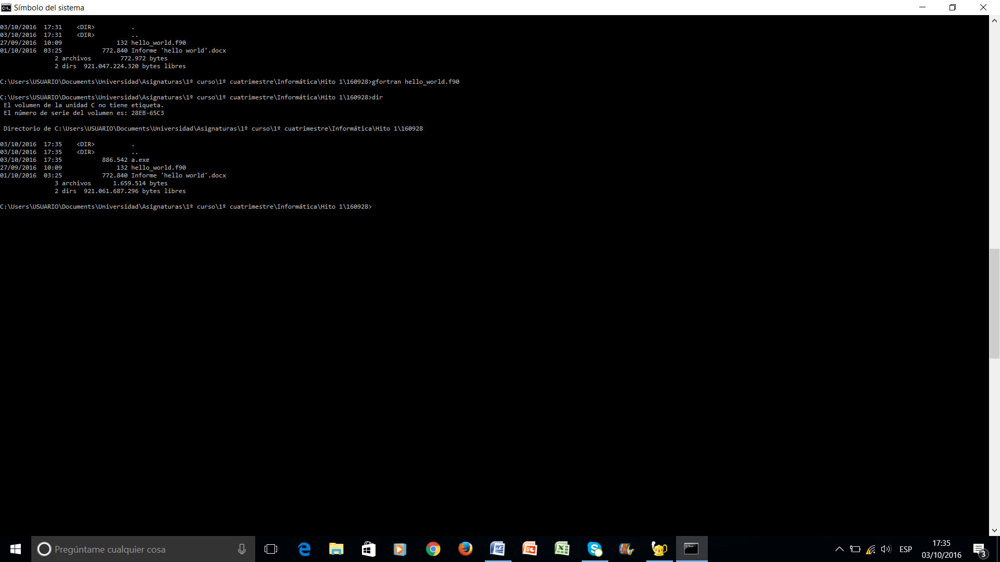 Símbolo del sistema
03/10/2016  17:31    <DIR>          .
03/10/2016  17:31    <DIR>          ..
27/09/2016  10:09               132 hello_world.f90
01/10/2016  03:25           772.840 Informe 'hello world'.docx
               2 archivos        772.972 bytes
               2 dirs  921.047.224.320 bytes libres
C:\Users\USUARIO\Documents\Universidad\Asignaturas\1º curso\1º cuatrimestre\Informática\Hito 1\160928>gfortran hello_world.f90
C:\Users\USUARIO\Documents\Universidad\Asignaturas\1º curso\1º cuatrimestre\Informática\Hito 1\160928>dir
 El volumen de la unidad C no tiene etiqueta.
 El número de serie del volumen es: 28EB-65C3
 Directorio de C:\Users\USUARIO\Documents\Universidad\Asignaturas\1º curso\1º cuatrimestre\Informática\Hito 1\160928
03/10/2016  17:35    <DIR>          .
03/10/2016  17:35    <DIR>          ..
03/10/2016  17:35           886.542 a.exe
27/09/2016  10:09               132 hello_world.f90
01/10/2016  03:25           772.840 Informe 'hello world'.docx
               3 archivos      1.659.514 bytes
               2 dirs  921.061.687.296 bytes libres
C:\Users\USUARIO\Documents\Universidad\Asignaturas\1º curso\1º cuatrimestre\Informática\Hito 1\160928>
Pregúntame cualquier cosa
ESP
17:35
03/10/2016
3